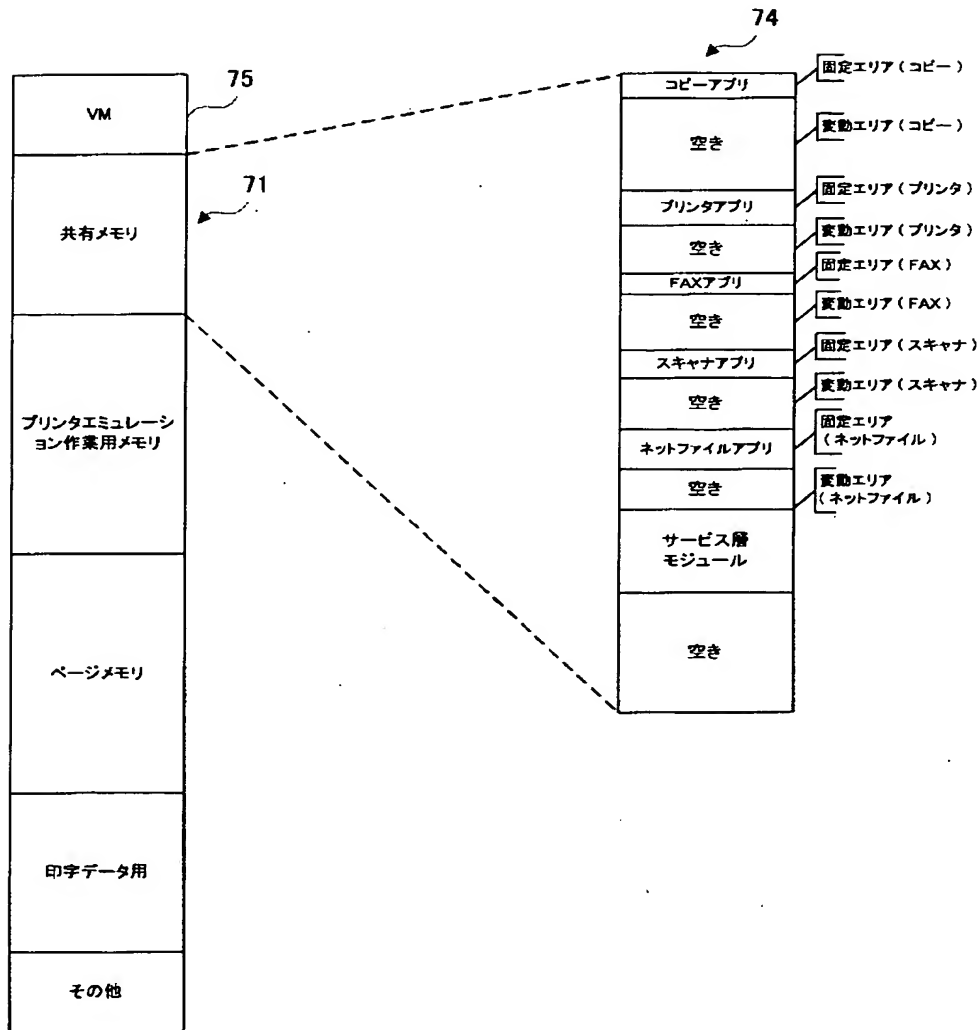 74
75
71
VM
共有メモリ
プリンタエミュレーシ
ョン作業用メモリ
ページメモリ
印字データ用
その他
コピーアプリ
空き
プリンタアプリ
空き
FAXアプリ
空き
スキャナアプリ
空き
ネットファイルアプリ
空き
サービス層
モジュール
空き
固定エリア(コピー)
変動エリア(コピー)
固定エリア(プリンタ)
変動エリア(プリンタ)
固定エリア(FAX)
変動エリア(FAX)
固定エリア(スキャナ)
変動エリア(スキャナ)
固定エリア
(ネットファイル)
変動エリア
(ネットファイル)